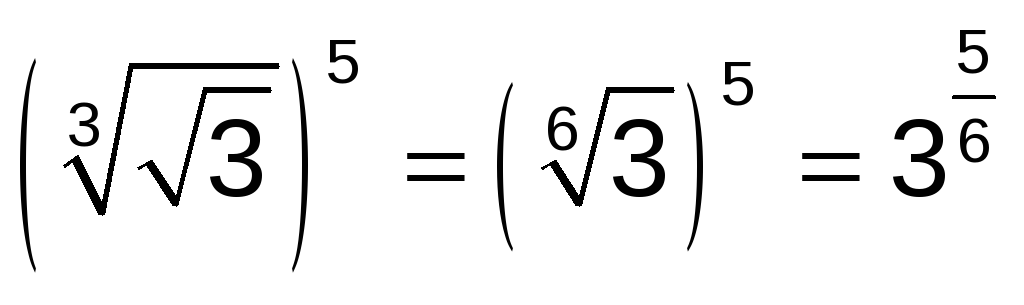 (∛√3)⁵ = (⁶√3)⁵ = 3^(5/6)